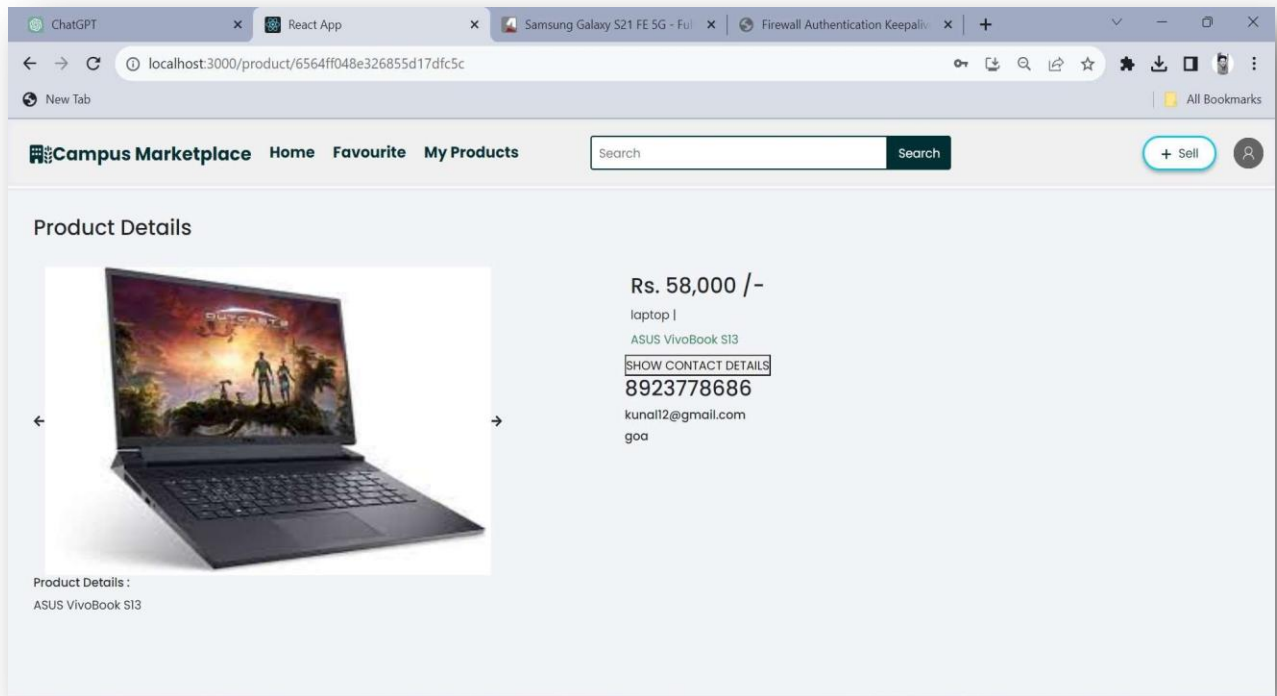 ChatGPT
React App
Samsung Galaxy S21 FE 5G - Ful
Firewall Authentication Keepaliv
localhost:3000/product/6564ff048e326855d17dfc5c
New Tab
All Bookmarks
Campus Marketplace Home Favourite My Products
Search
Search
+ Sell
Product Details
OUTCASTS
Rs. 58,000 /-
laptop |
ASUS VivoBook S13
SHOW CONTACT DETAILS
8923778686
kunal12@gmail.com
goa
Product Details :
ASUS VivoBook S13